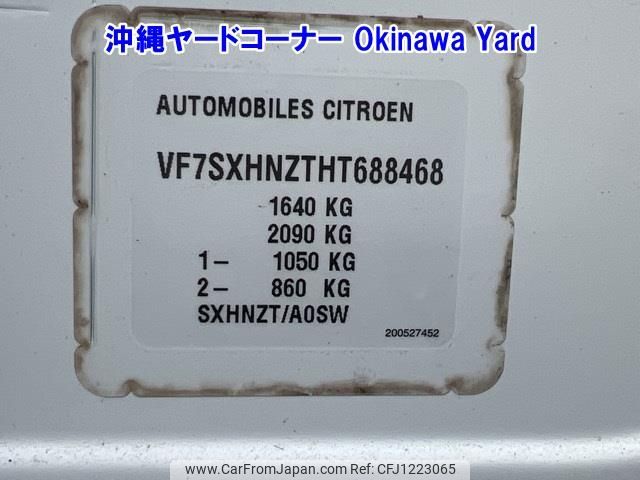 沖縄ヤードコーナー Okinawa Yard
AUTOMOBILES CITROEN
VF7SXHNZTHT688468
1640 KG
2090 KG
1- 1050 KG
2- 860 KG
SXHNZT/A0SW
200527452
www.CarFromJapan.com - CFJ1223065